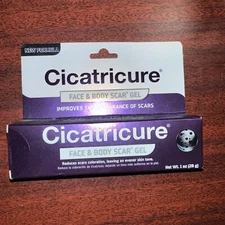 NEW FORMULA
Cicatricure®
FACE & BODY SCAR* GEL
IMPROVES THE APPEARANCE OF SCARS
Cicatricure®
FACE & BODY SCAR* GEL
Reduces scars coloration, leaving an evener skin tone.
Net Wt. 1 oz (28 g)